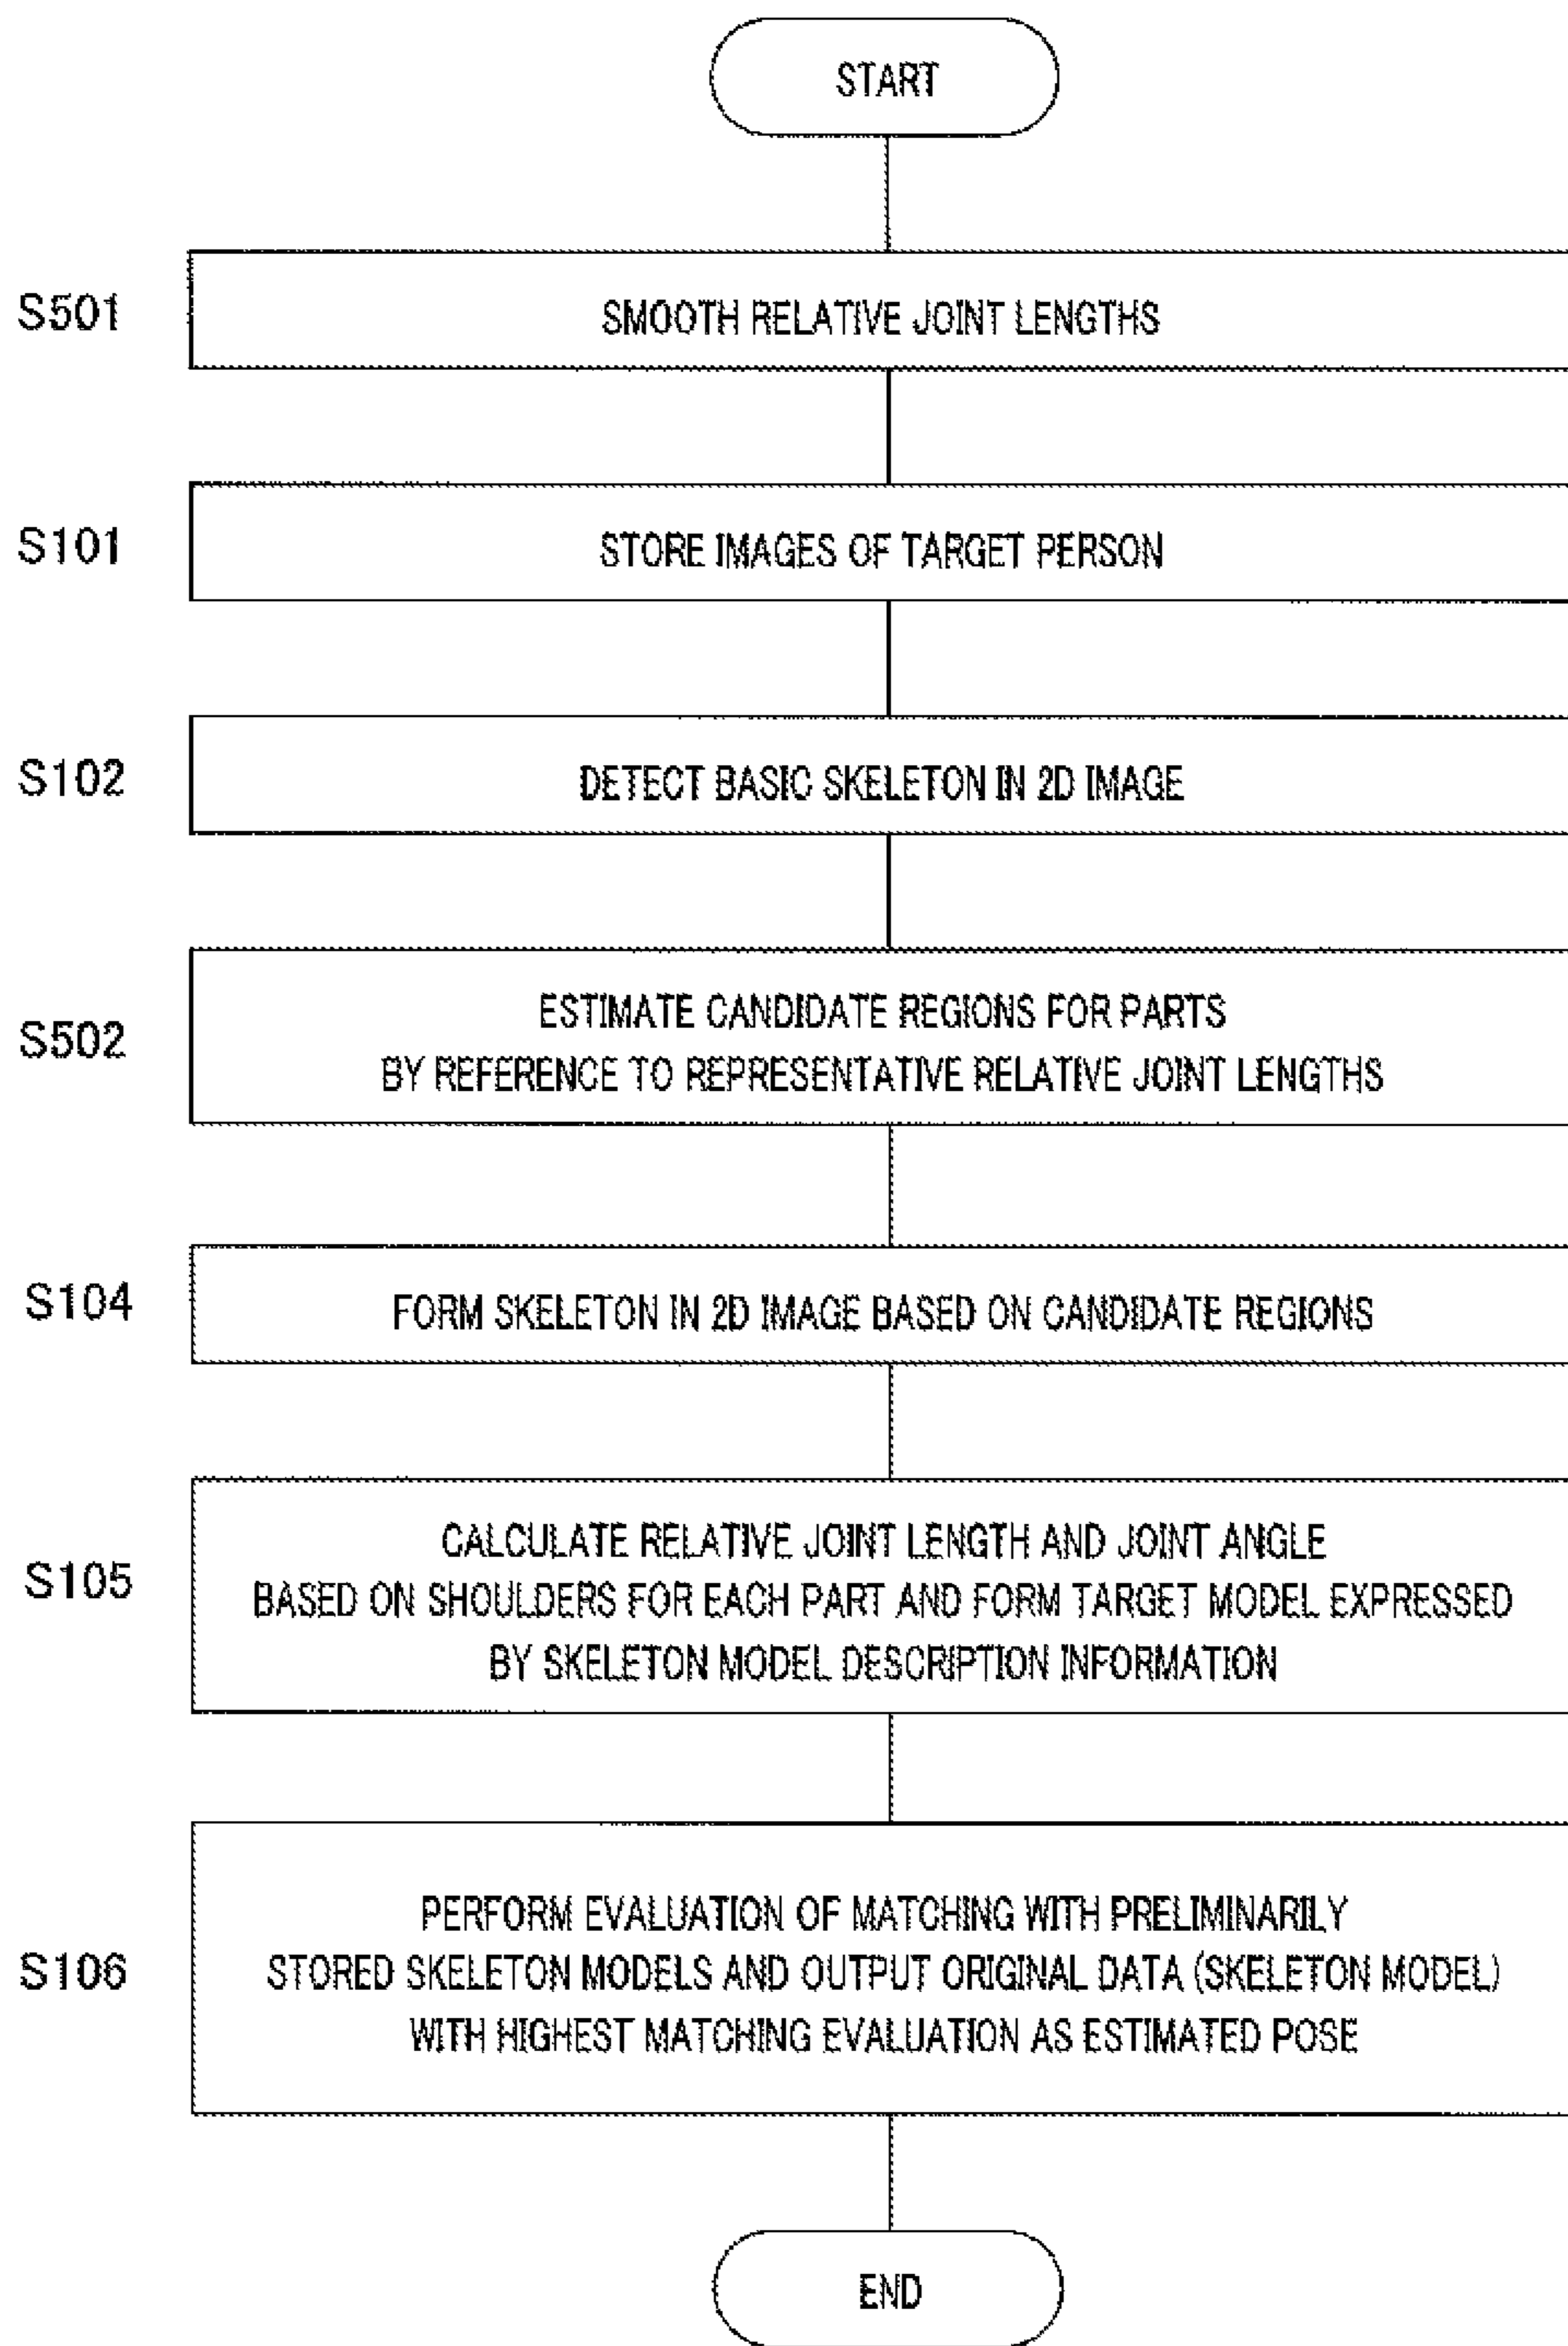 START
S501
SMOOTH RELATIVE JOINT LENGTHS
S101
STORE IMAGES OF TARGET PERSON
S102
DETECT BASIC SKELETON IN 2D IMAGE
S502
ESTIMATE CANDIDATE REGIONS FOR PARTS
BY REFERENCE TO REPRESENTATIVE RELATIVE JOINT LENGTHS
S104
FORM SKELETON IN 2D IMAGE BASED ON CANDIDATE REGIONS
S105
CALCULATE RELATIVE JOINT LENGTH AND JOINT ANGLE
BASED ON SHOULDERS FOR EACH PART AND FORM TARGET MODEL EXPRESSED
BY SKELETON MODEL DESCRIPTION INFORMATION
S106
PERFORM EVALUATION OF MATCHING WITH PRELIMINARILY
STORED SKELETON MODELS AND OUTPUT ORIGINAL DATA (SKELETON MODEL)
WITH HIGHEST MATCHING EVALUATION AS ESTIMATED POSE
END